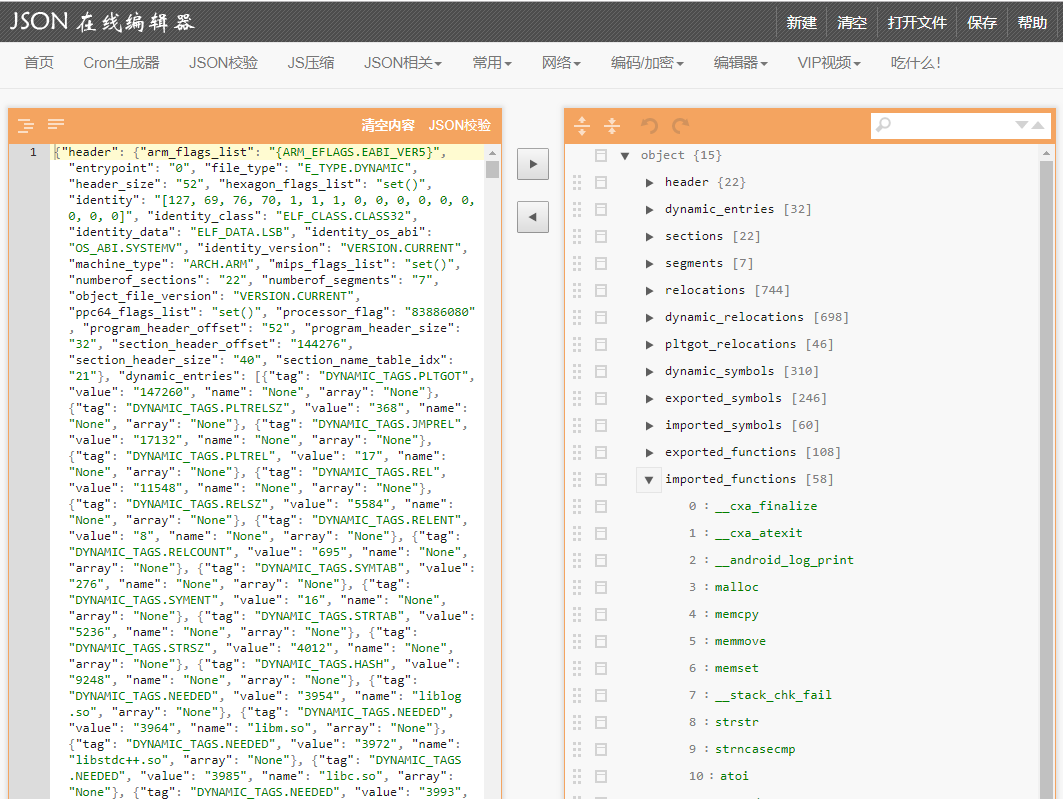 JSON 在线编辑器
新建 清空 打开文件 保存 帮助
首页 Cron生成器 JSON校验 JS压缩 JSON相关 常用 网络 编码/加密 编辑器 VIP视频 吃什么!
清空内容 JSON校验
1 {"header": {"arm_flags_list": "{ARM_EFLAGS.EABI_VER5}",
"entrypoint": "0", "file_type": "E_TYPE.DYNAMIC",
"header_size": "52", "hexagon_flags_list": "set()",
"identity": "[127, 69, 76, 70, 1, 1, 1, 0, 0, 0, 0, 0, 0,
0, 0, 0]", "identity_class": "ELF_CLASS.CLASS32",
"identity_data": "ELF_DATA.LSB", "identity_os_abi":
"OS_ABI.SYSTEMV", "identity_version": "VERSION.CURRENT",
"machine_type": "ARCH.ARM", "mips_flags_list": "set()",
"numberof_sections": "22", "numberof_segments": "7",
"object_file_version": "VERSION.CURRENT",
"ppc64_flags_list": "set()", "processor_flag": "83886080"
, "program_header_offset": "52", "program_header_size":
"32", "section_header_offset": "144276",
"section_header_size": "40", "section_name_table_idx":
"21"}, "dynamic_entries": [{"tag": "DYNAMIC_TAGS.PLTGOT",
"value": "147260", "name": "None", "array": "None"},
{"tag": "DYNAMIC_TAGS.PLTRELSZ", "value": "368", "name":
"None", "array": "None"}, {"tag": "DYNAMIC_TAGS.JMPREL",
"value": "17132", "name": "None", "array": "None"},
{"tag": "DYNAMIC_TAGS.PLTREL", "value": "17", "name":
"None", "array": "None"}, {"tag": "DYNAMIC_TAGS.REL",
"value": "11548", "name": "None", "array": "None"},
{"tag": "DYNAMIC_TAGS.RELSZ", "value": "5584", "name":
"None", "array": "None"}, {"tag": "DYNAMIC_TAGS.RELENT",
"value": "8", "name": "None", "array": "None"}, {"tag":
"DYNAMIC_TAGS.RELCOUNT", "value": "695", "name": "None",
"array": "None"}, {"tag": "DYNAMIC_TAGS.SYMTAB", "value":
"276", "name": "None", "array": "None"}, {"tag":
"DYNAMIC_TAGS.SYMENT", "value": "16", "name": "None",
"array": "None"}, {"tag": "DYNAMIC_TAGS.STRTAB", "value":
"5236", "name": "None", "array": "None"}, {"tag":
"DYNAMIC_TAGS.STRSZ", "value": "4012", "name": "None",
"array": "None"}, {"tag": "DYNAMIC_TAGS.HASH", "value":
"9248", "name": "None", "array": "None"}, {"tag":
"DYNAMIC_TAGS.NEEDED", "value": "3954", "name": "liblog
.so", "array": "None"}, {"tag": "DYNAMIC_TAGS.NEEDED",
"value": "3964", "name": "libm.so", "array": "None"},
{"tag": "DYNAMIC_TAGS.NEEDED", "value": "3972", "name":
"libstdc++.so", "array": "None"}, {"tag": "DYNAMIC_TAGS
.NEEDED", "value": "3985", "name": "libc.so", "array":
"None"}, {"tag": "DYNAMIC_TAGS.NEEDED", "value": "3993",
object {15}
header {22}
dynamic_entries [32]
sections [22]
segments [7]
relocations [744]
dynamic_relocations [698]
pltgot_relocations [46]
dynamic_symbols [310]
exported_symbols [246]
imported_symbols [60]
exported_functions [108]
imported_functions [58]
0 : __cxa_finalize
1 : __cxa_atexit
2 : __android_log_print
3 : malloc
4 : memcpy
5 : memmove
6 : memset
7 : __stack_chk_fail
8 : strstr
9 : strncasecmp
10 : atoi